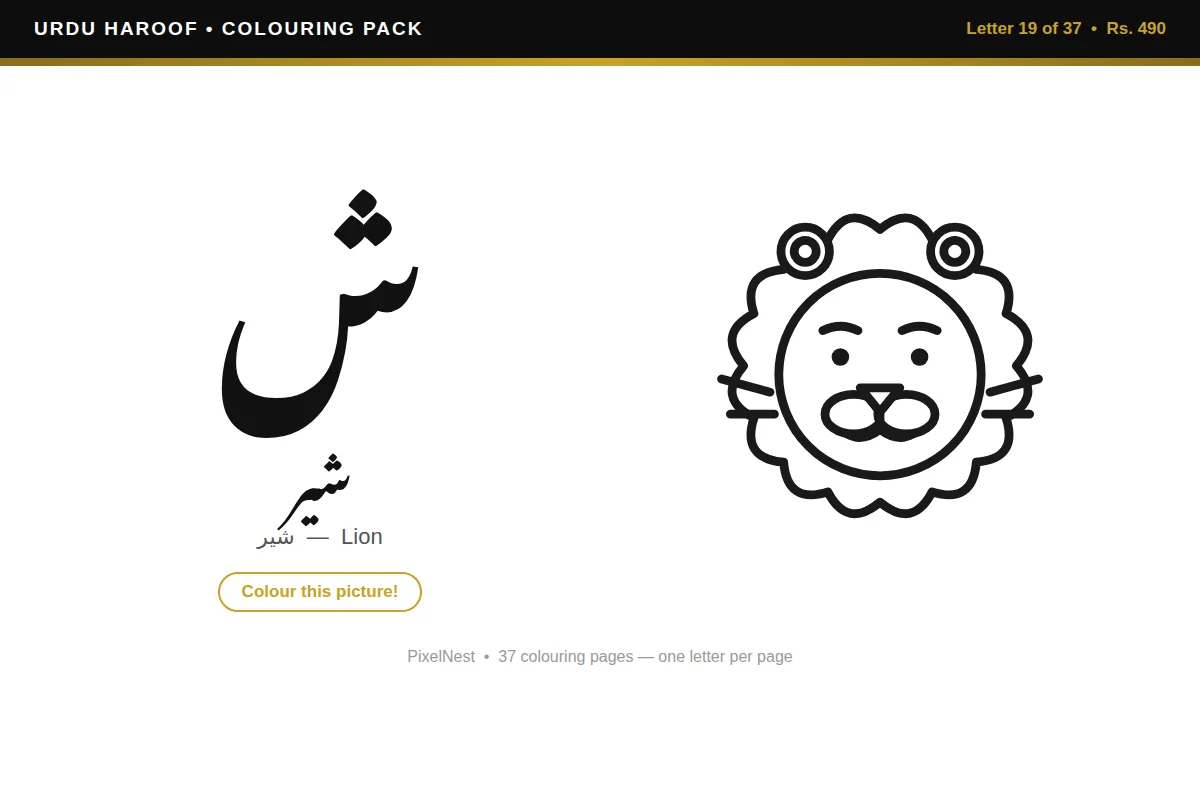 URDU HAROOF • COLOURING PACK
Letter 19 of 37 • Rs. 490
ش
شیر
شیر — Lion
Colour this picture!
PixelNest • 37 colouring pages — one letter per page